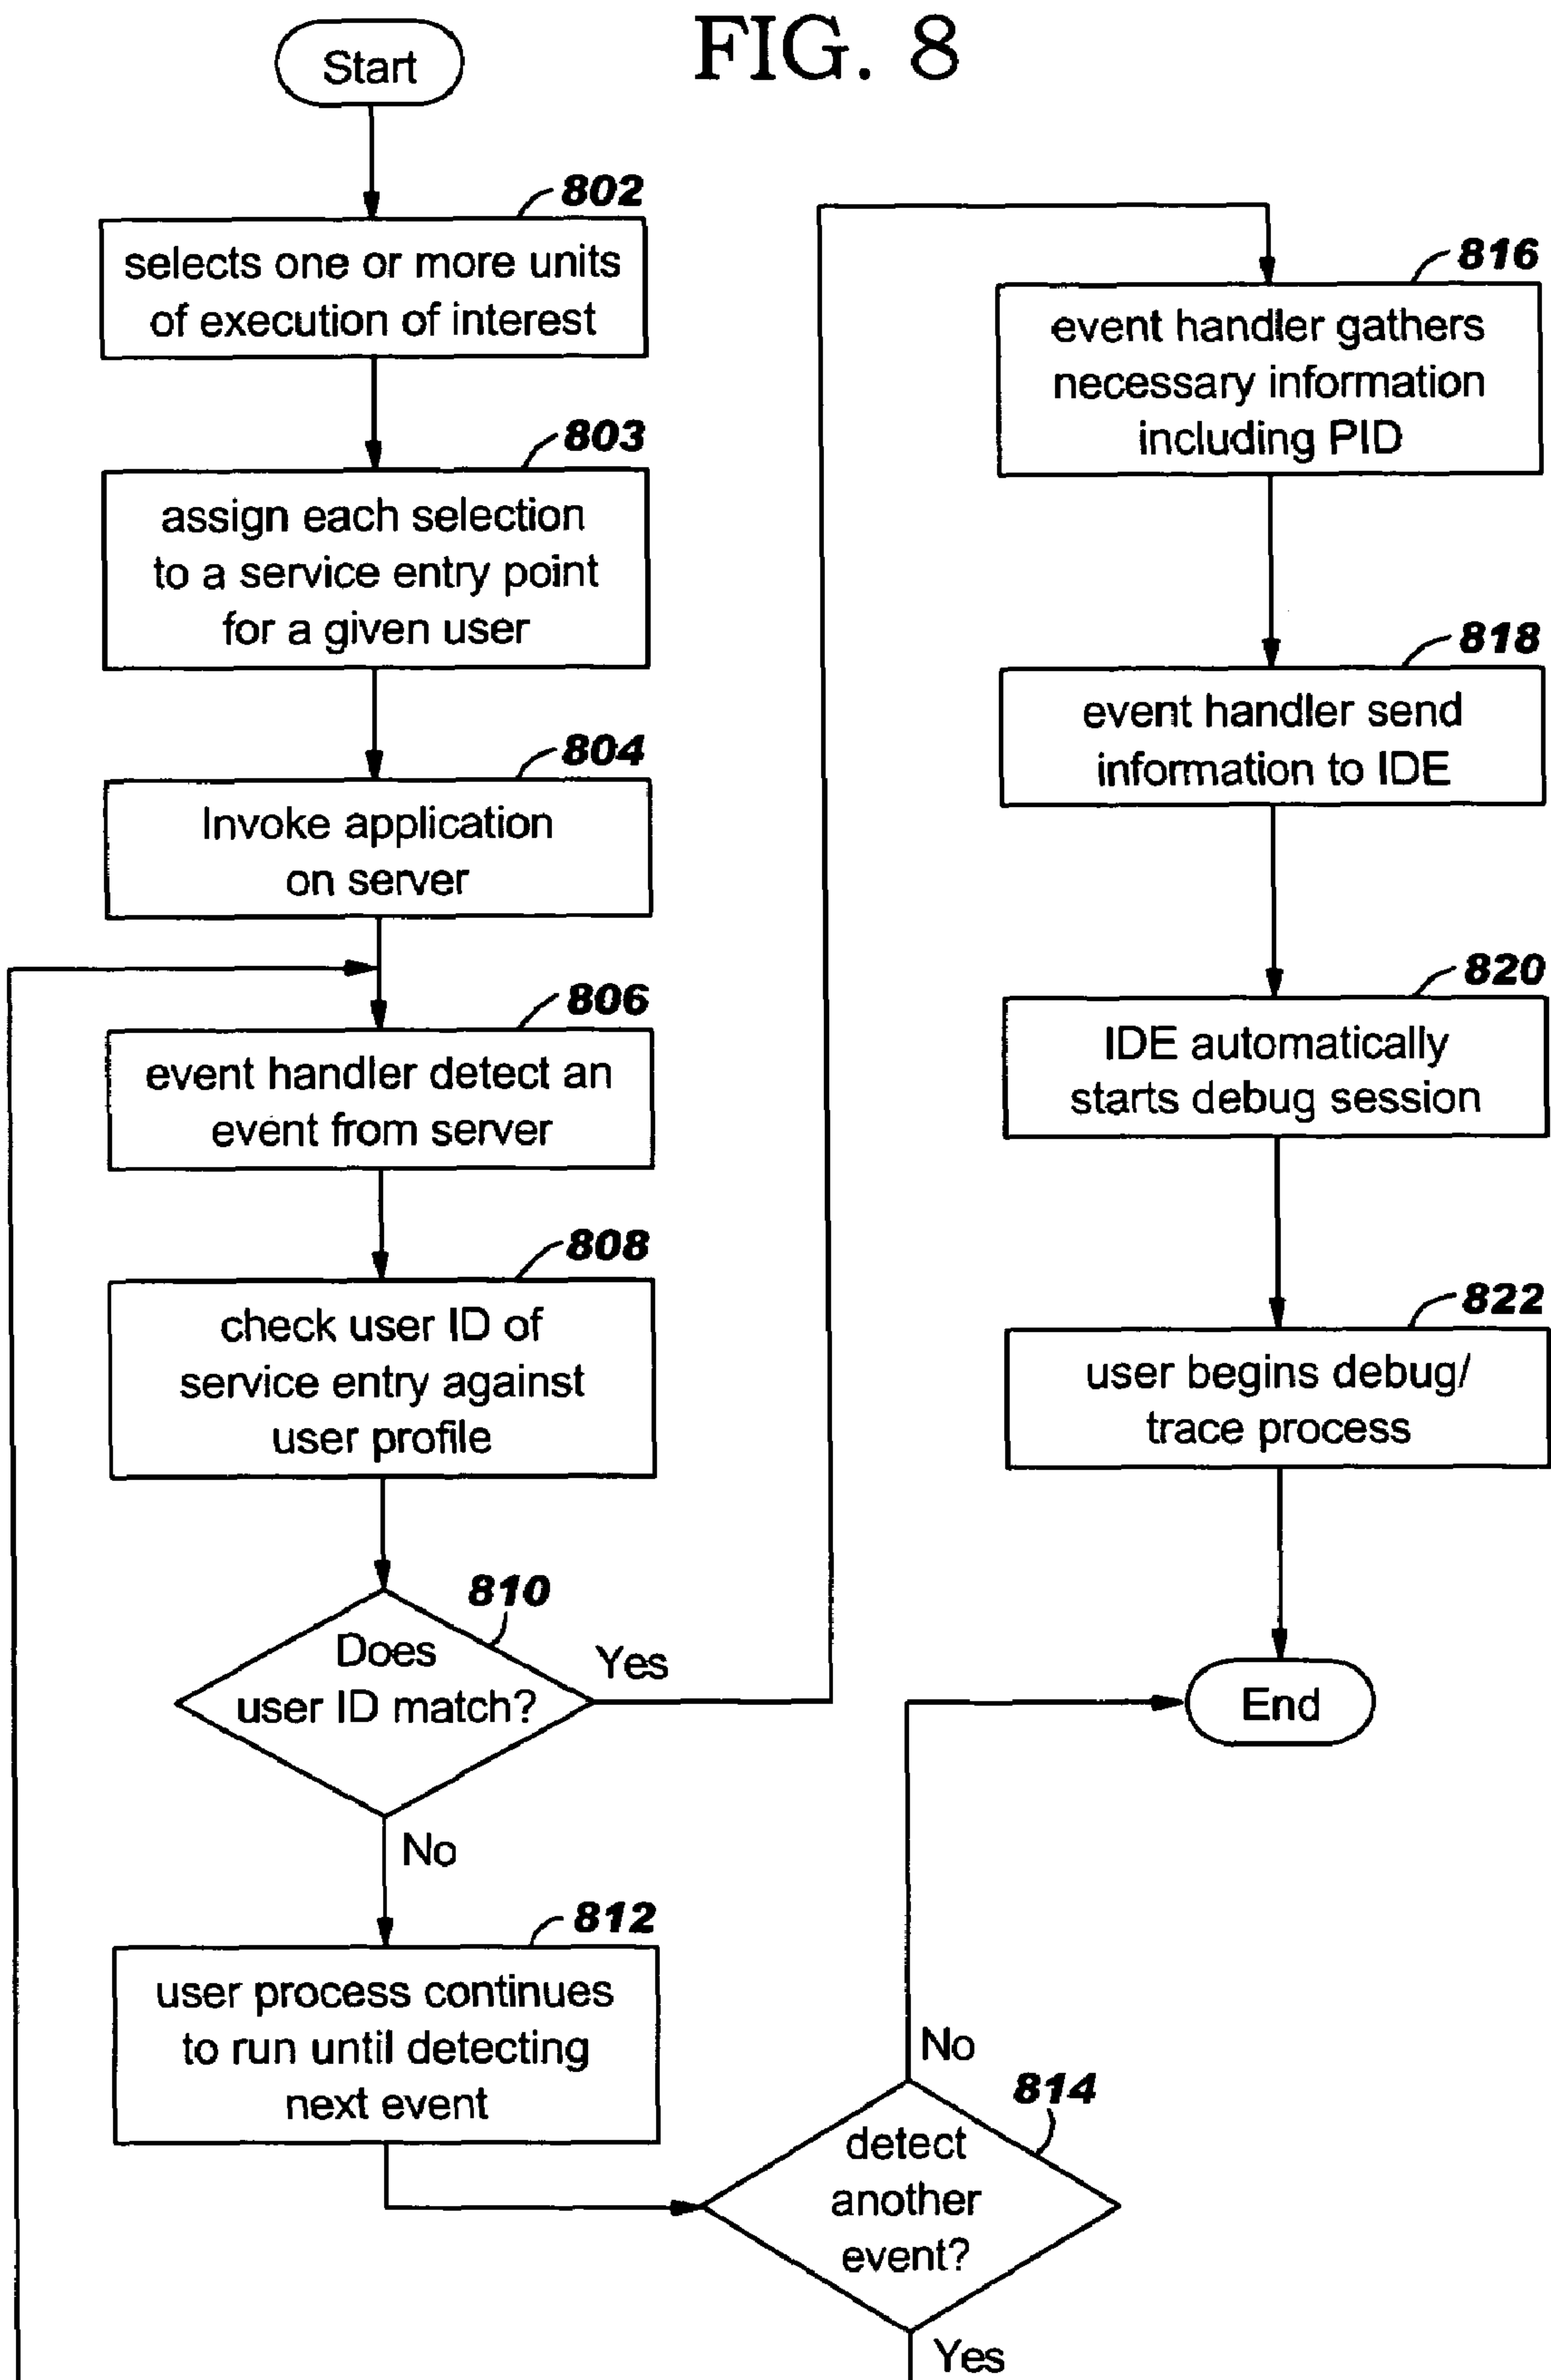 FIG. 8
Start
802
selects one or more units
of execution of interest
803
assign each selection
to a service entry point
for a given user
804
Invoke application
on server
806
event handler detect an
event from server
808
check user ID of
service entry against
user profile
810
Does
user ID match?
Yes
No
812
user process continues
to run until detecting
next event
814
detect
another
event?
No
Yes
816
event handler gathers
necessary information
including PID
818
event handler send
information to IDE
820
IDE automatically
starts debug session
822
user begins debug/
trace process
End